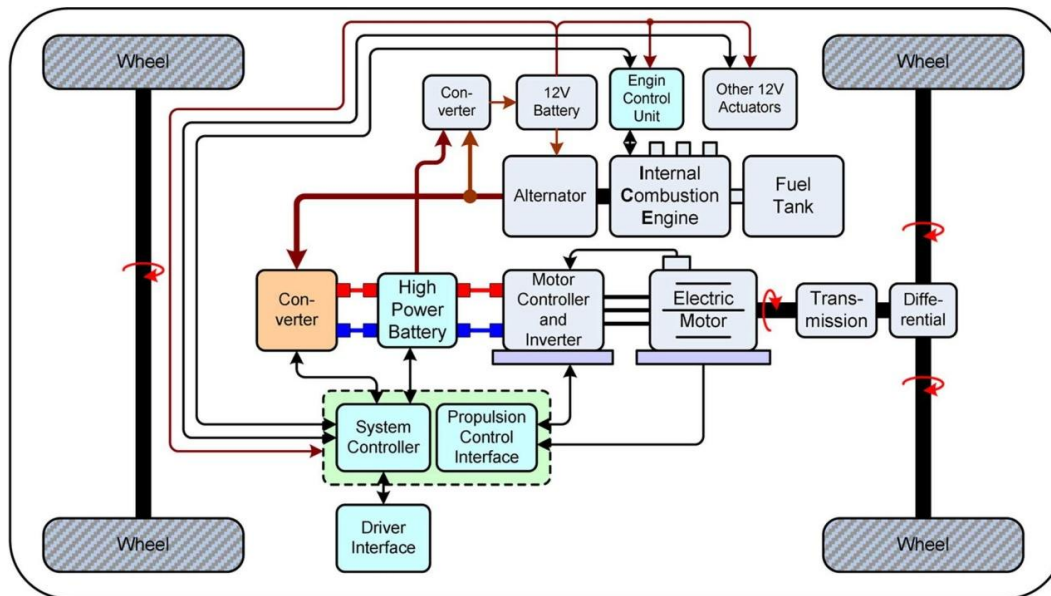 Wheel
Wheel
Con-
verter
12V
Battery
Engin
Control
Unit
Other 12V
Actuators
Alternator
Internal
Combustion
Engine
Fuel
Tank
Con-
verter
High
Power
Battery
Motor
Controller
and
Inverter
Electric
Motor
Trans-
mission
Diffe-
rential
System
Controller
Propulsion
Control
Interface
Driver
Interface
Wheel
Wheel